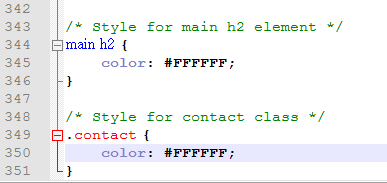 342
343 /* Style for main h2 element */
344 main h2 {
345 color: #FFFFFF;
346 }
347
348 /* Style for contact class */
349 .contact {
350 color: #FFFFFF;
351 }